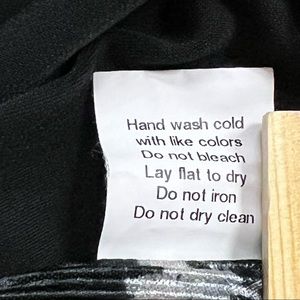 Hand wash cold
with like colors
Do not bleach
Lay flat to dry
Do not iron
Do not dry clean